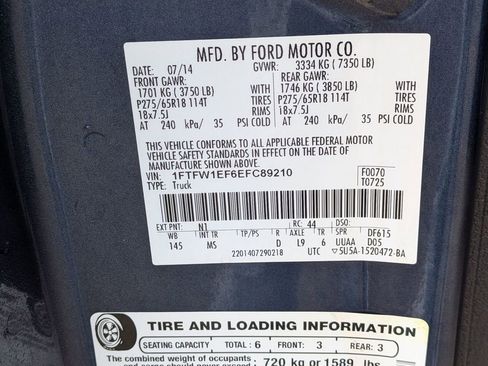 MFD. BY FORD MOTOR CO.
DATE: 07/14 GVWR: 3334 KG ( 7350 LB)
FRONT GAWR: REAR GAWR:
1701 KG ( 3750 LB) WITH 1746 KG ( 3850 LB) WITH
P275/65R18 114T TIRES P275/65R18 114T TIRES
18x7.5J RIMS 18x7.5J RIMS
AT 240 kPa/ 35 PSI COLD AT 240 kPa/ 35 PSI COLD
THIS VEHICLE CONFORMS TO ALL APPLICABLE FEDERAL MOTOR
VEHICLE SAFETY STANDARDS IN EFFECT ON THE DATE OF
MANUFACTURE SHOWN ABOVE.
VIN: 1FTFW1EF6EFC89210 F0070
TYPE: Truck T0725
EXT PNT: N1 RC: 44 DSO:
WB INT TR TP/PS R AXLE TR SPR DF615
145 MS D L9 6 UUAA D05
2201407290218 UTC ▽5U5A-1520472-BA
TIRE AND LOADING INFORMATION
SEATING CAPACITY TOTAL: 6 FRONT: 3 REAR: 3
The combined weight of occupants
720 kg or 1589 lbs